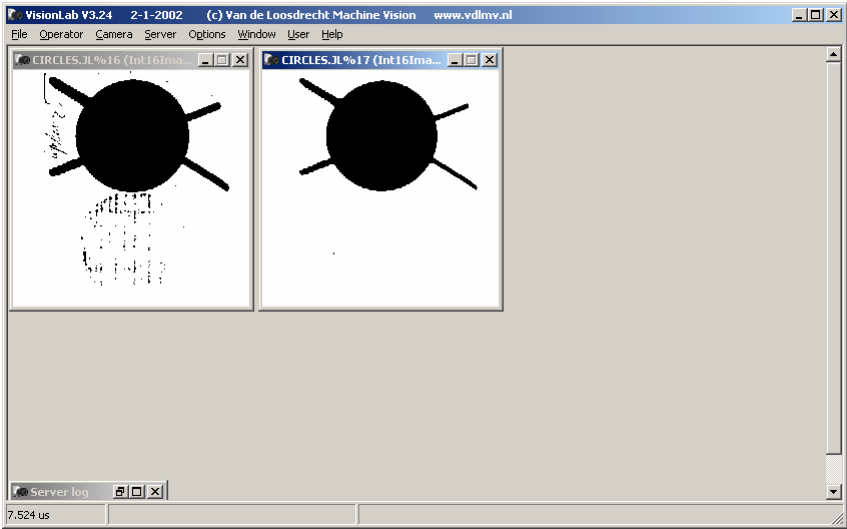 VisionLab V3.24 2-1-2002 (c) Van de Loosdrecht Machine Vision www.vdlmv.nl
File Operator Camera Server Options Window User Help
CIRCLES.JL%16 (Int16Ima...
CIRCLES.JL%17 (Int16Ima...
Server log
7.524 us